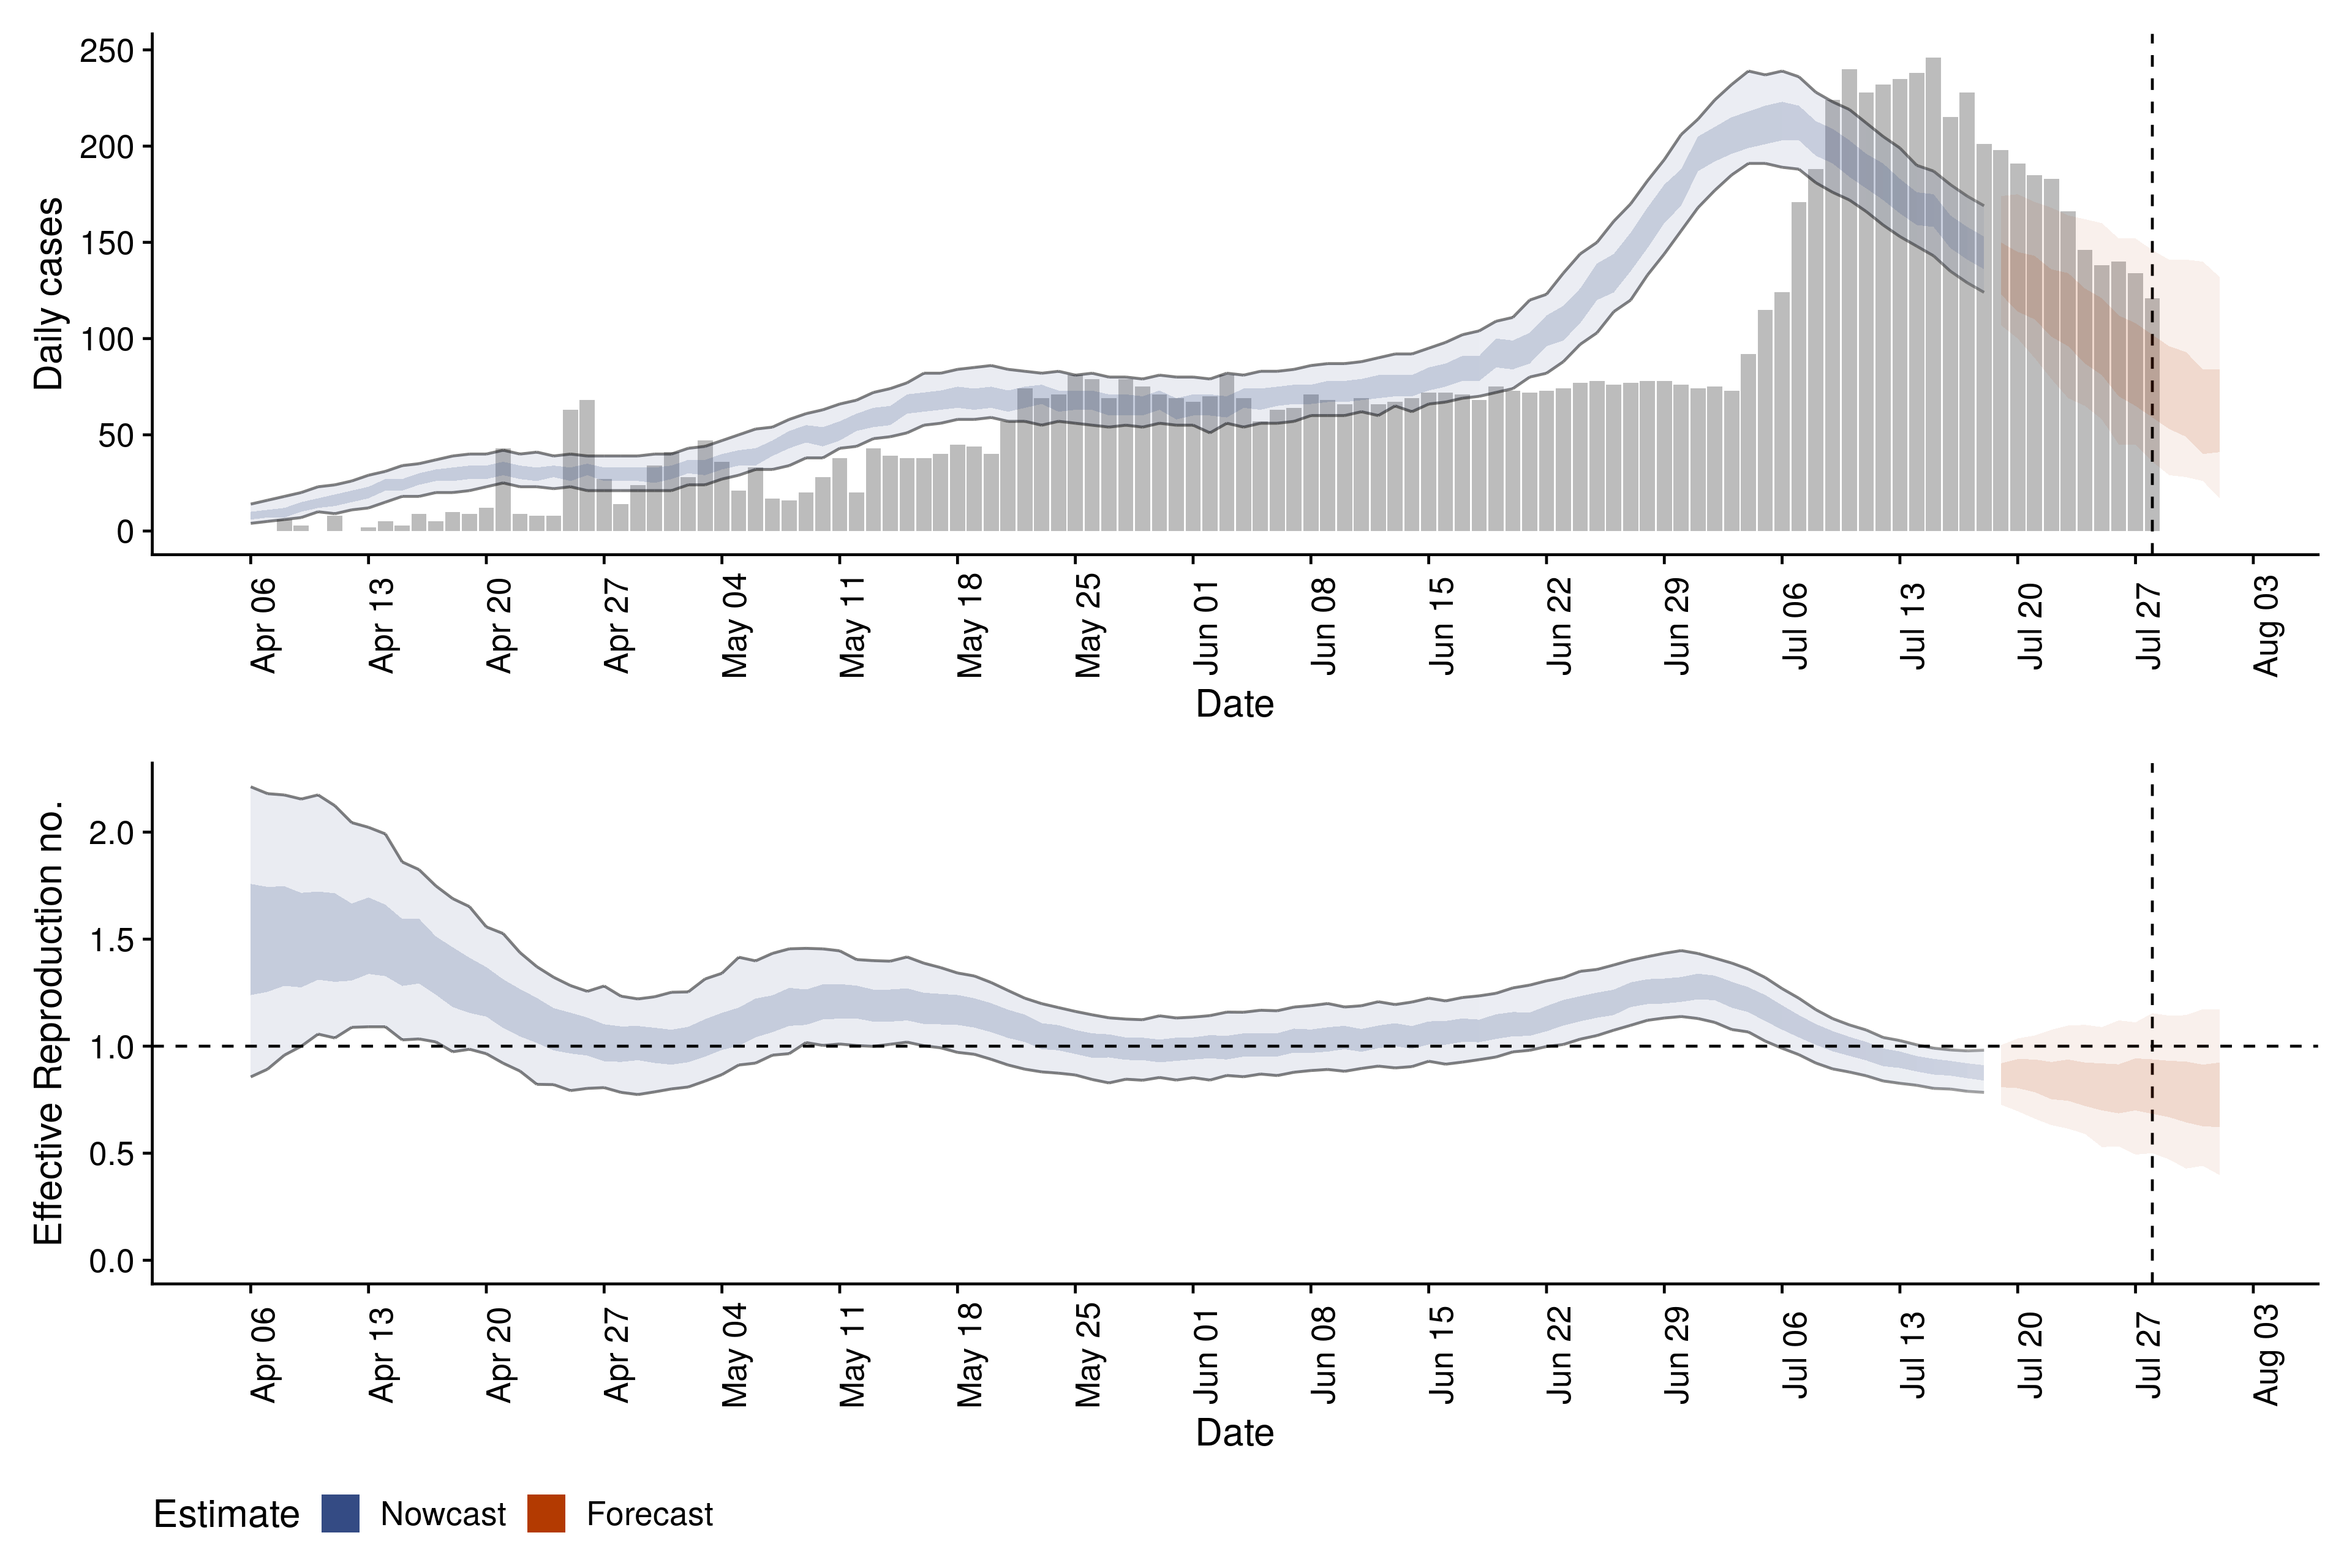 250
200
150
100
50
0
Daily cases
Apr 06 Apr 13 Apr 20 Apr 27 May 04 May 11 May 18 May 25 Jun 01 Jun 08 Jun 15 Jun 22 Jun 29 Jul 06 Jul 13 Jul 20 Jul 27 Aug 03
Date
2.0
1.5
1.0
0.5
0.0
Effective Reproduction no.
Apr 06 Apr 13 Apr 20 Apr 27 May 04 May 11 May 18 May 25 Jun 01 Jun 08 Jun 15 Jun 22 Jun 29 Jul 06 Jul 13 Jul 20 Jul 27 Aug 03
Date
Estimate Nowcast Forecast